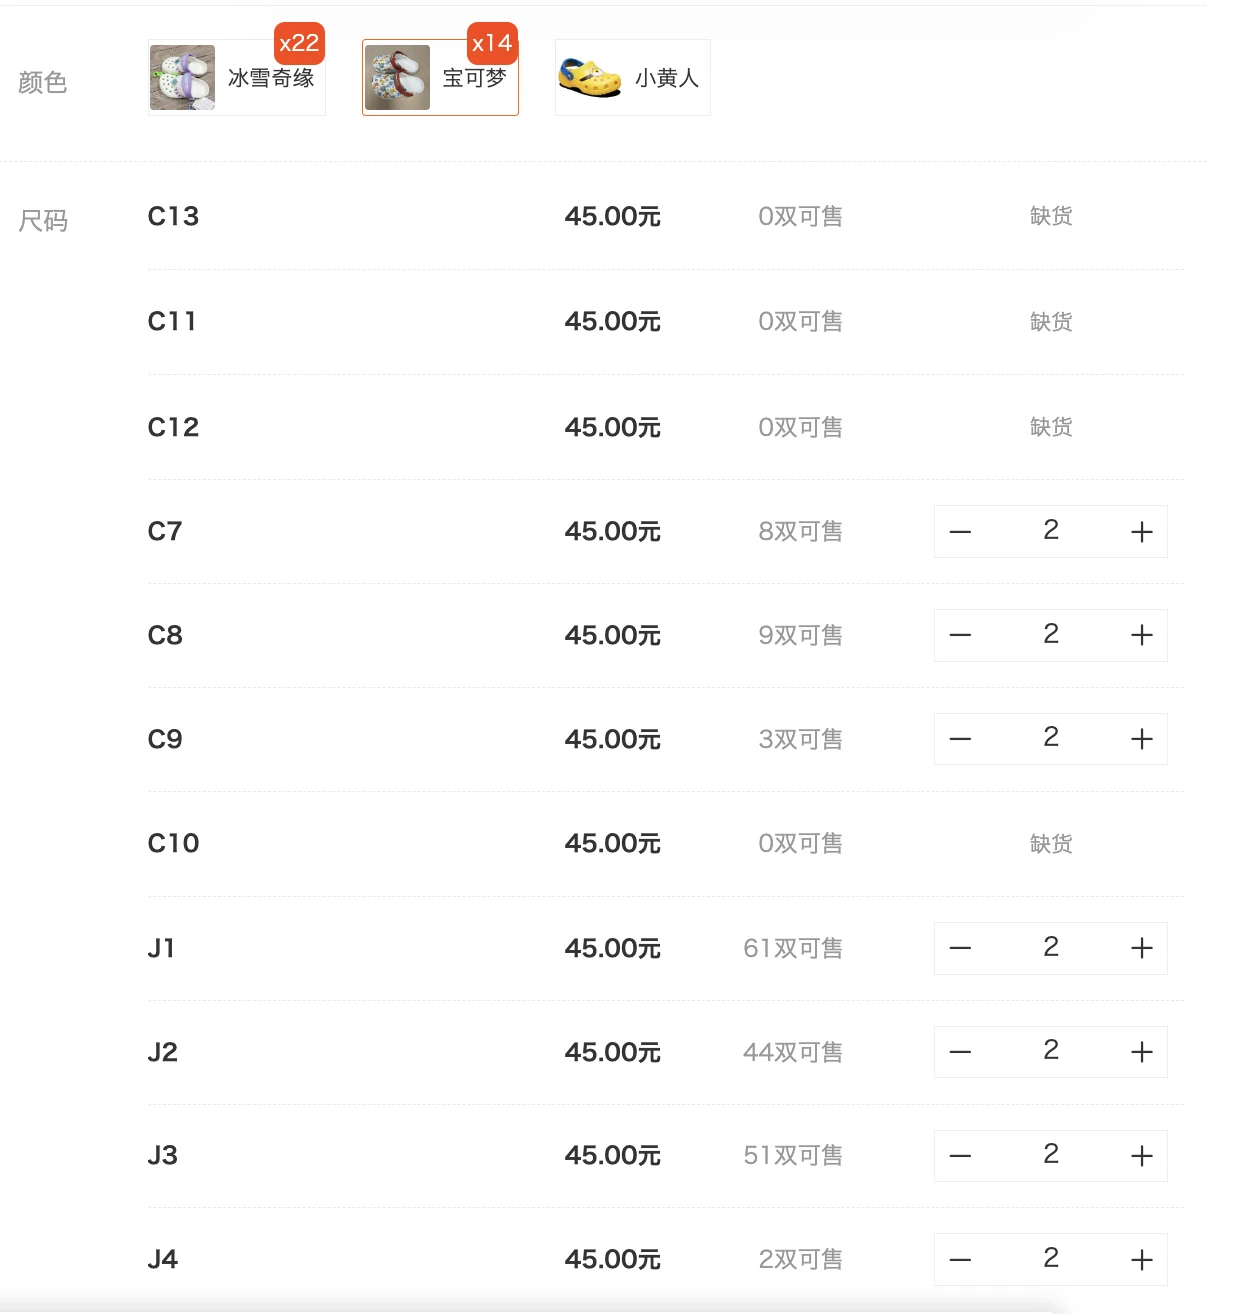 颜色
x22
冰雪奇缘
x14
宝可梦
小黄人
尺码
C13 45.00元 0双可售 缺货
C11 45.00元 0双可售 缺货
C12 45.00元 0双可售 缺货
C7 45.00元 8双可售 — 2 +
C8 45.00元 9双可售 — 2 +
C9 45.00元 3双可售 — 2 +
C10 45.00元 0双可售 缺货
J1 45.00元 61双可售 — 2 +
J2 45.00元 44双可售 — 2 +
J3 45.00元 51双可售 — 2 +
J4 45.00元 2双可售 — 2 +